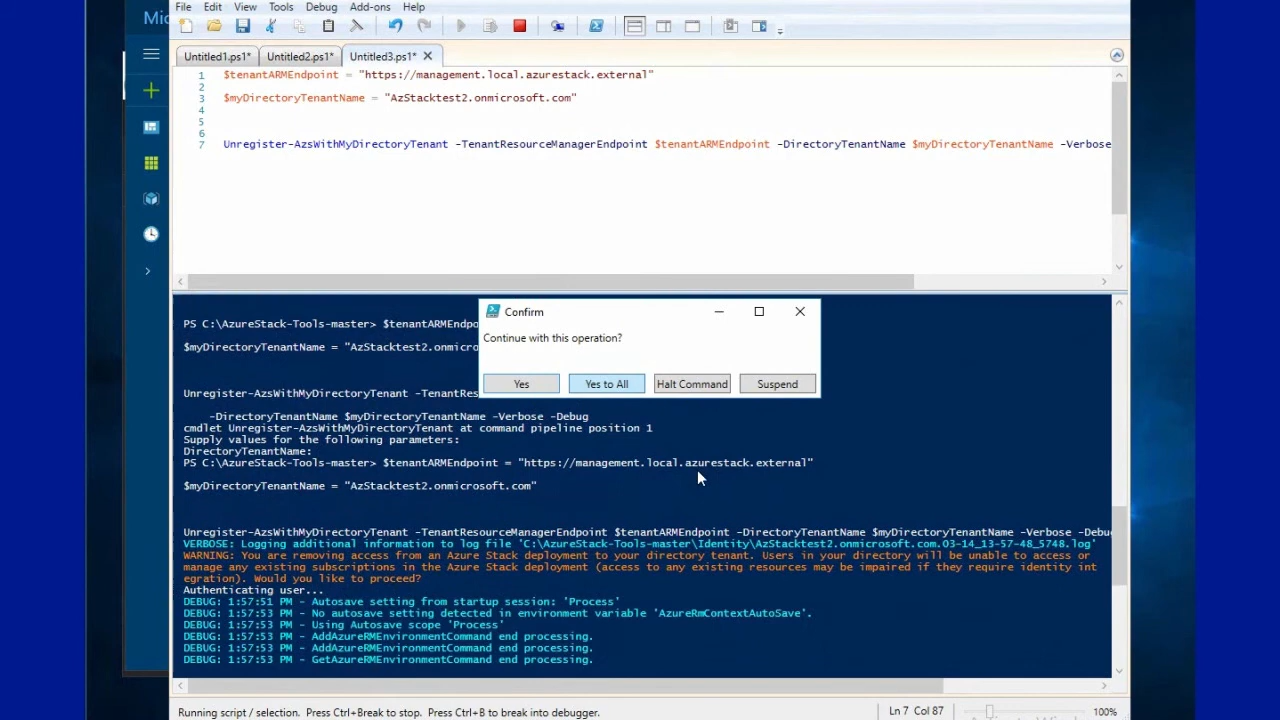 Mic
File Edit View Tools Debug Add-ons Help
Untitled1.ps1* Untitled2.ps1* Untitled3.ps1* X
1 $tenantARMEndpoint = "https://management.local.azurestack.external"
2
3 $myDirectoryTenantName = "AzStacktest2.onmicrosoft.com"
4
5
6
7 Unregister-AzsWithMyDirectoryTenant -TenantResourceManagerEndpoint $tenantARMEndpoint -DirectoryTenantName $myDirectoryTenantName -Verbose
Confirm
Continue with this operation?
Yes Yes to All Halt Command Suspend
PS C:\AzureStack-Tools-master> $tenantARMEndpo
$myDirectoryTenantName = "AzStacktest2.onmicro
Unregister-AzsWithMyDirectoryTenant -TenantRes
-DirectoryTenantName $myDirectoryTenantName -Verbose -Debug
cmdlet Unregister-AzsWithMyDirectoryTenant at command pipeline position 1
Supply values for the following parameters:
DirectoryTenantName:
PS C:\AzureStack-Tools-master> $tenantARMEndpoint = "https://management.local.azurestack.external"
$myDirectoryTenantName = "AzStacktest2.onmicrosoft.com"
Unregister-AzsWithMyDirectoryTenant -TenantResourceManagerEndpoint $tenantARMEndpoint -DirectoryTenantName $myDirectoryTenantName -Verbose -Debug
VERBOSE: Logging additional information to log file 'C:\AzureStack-Tools-master\Identity\AzStacktest2.onmicrosoft.com.03-14_13-57-48_5748.log'
WARNING: You are removing access from an Azure Stack deployment to your directory tenant. Users in your directory will be unable to access or
manage any existing subscriptions in the Azure Stack deployment (access to any existing resources may be impaired if they require identity int
egration). Would you like to proceed?
Authenticating user...
DEBUG: 1:57:51 PM - Autosave setting from startup session: 'Process'
DEBUG: 1:57:53 PM - No autosave setting detected in environment variable 'AzureRmContextAutoSave'.
DEBUG: 1:57:53 PM - Using Autosave scope 'Process'
DEBUG: 1:57:53 PM - AddAzureRMEnvironmentCommand end processing.
DEBUG: 1:57:53 PM - AddAzureRMEnvironmentCommand end processing.
DEBUG: 1:57:53 PM - GetAzureRMEnvironmentCommand end processing.
Running script / selection. Press Ctrl+Break to stop. Press Ctrl+B to break into debugger. Ln 7 Col 87 100%